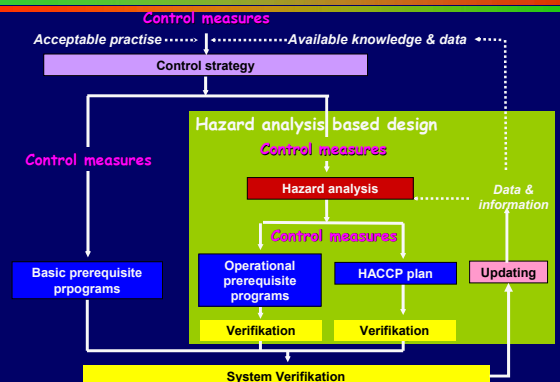 Control measures
Acceptable practise
Available knowledge & data
Control strategy
Hazard analysis based design
Control measures
Control measures
Hazard analysis
Data &
information
Control measures
Basic prerequisite
prpograms
Operational
prerequisite
programs
HACCP plan
Updating
Verifikation
Verifikation
System Verifikation